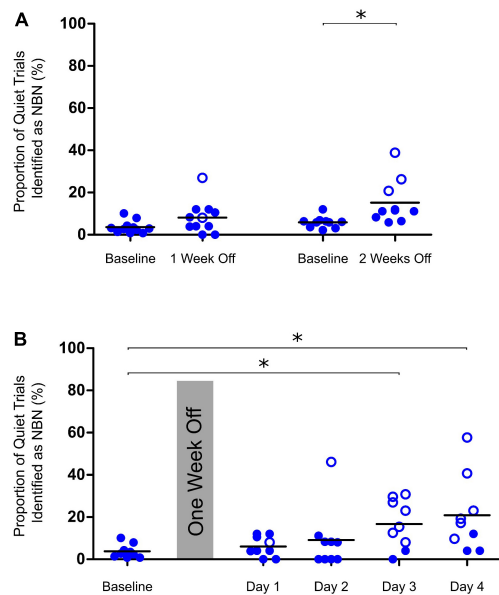 A
Proportion of Quiet Trials
Identified as NBN (%)
100
80
60
40
20
0
*
Baseline
1 Week Off
Baseline
2 Weeks Off
B
Proportion of Quiet Trials
Identified as NBN (%)
100
80
60
40
20
0
*
*
One Week Off
Baseline
Day 1
Day 2
Day 3
Day 4